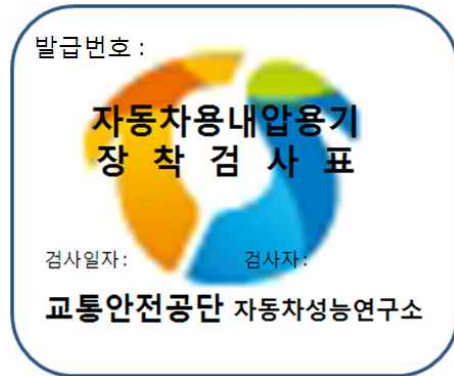 발급번호 :
자동차용내압용기
장 착 검 사 표
검사일자 : 검사자 :
교통안전공단 자동차성능연구소